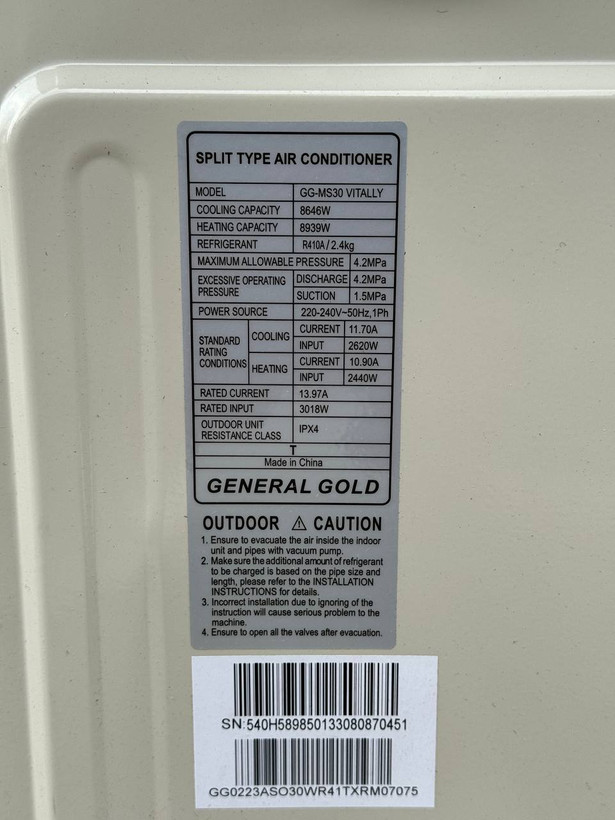 SPLIT TYPE AIR CONDITIONER
MODEL GG-MS30 VITALLY
COOLING CAPACITY 8646W
HEATING CAPACITY 8939W
REFRIGERANT R410A / 2.4kg
MAXIMUM ALLOWABLE PRESSURE 4.2MPa
EXCESSIVE OPERATING PRESSURE DISCHARGE 4.2MPa
SUCTION 1.5MPa
POWER SOURCE 220-240V~50Hz,1Ph
STANDARD RATING CONDITIONS COOLING CURRENT 11.70A
INPUT 2620W
HEATING CURRENT 10.90A
INPUT 2440W
RATED CURRENT 13.97A
RATED INPUT 3018W
OUTDOOR UNIT RESISTANCE CLASS IPX4
T
Made in China
GENERAL GOLD
OUTDOOR ⚠ CAUTION
1. Ensure to evacuate the air inside the indoor
unit and pipes with vacuum pump.
2. Make sure the additional amount of refrigerant
to be charged is based on the pipe size and
length, please refer to the INSTALLATION
INSTRUCTIONS for details.
3. Incorrect installation due to ignoring of the
instruction will cause serious problem to the
machine.
4. Ensure to open all the valves after evacuation.
SN:540H589850133080870451
GG0223ASO30WR41TXRM07075